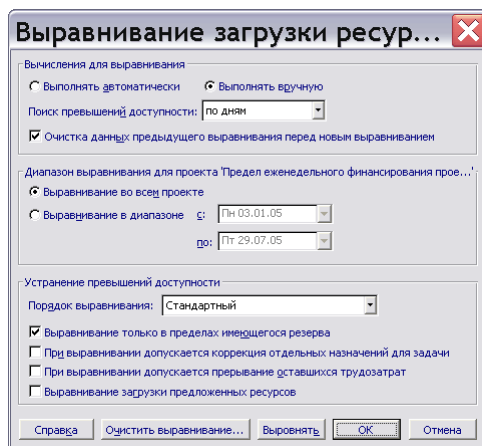 Выравнивание загрузки ресур...
Вычисления для выравнивания
Выполнять автоматически Выполнять вручную
Поиск превышений доступности: по дням
Очистка данных предыдущего выравнивания перед новым выравниванием
Диапазон выравнивания для проекта 'Предел еженедельного финансирования прое...'
Выравнивание во всем проекте
Выравнивание в диапазоне с: Пн 03.01.05
по: Пт 29.07.05
Устранение превышений доступности
Порядок выравнивания: Стандартный
Выравнивание только в пределах имеющегося резерва
При выравнивании допускается коррекция отдельных назначений для задачи
При выравнивании допускается прерывание оставшихся трудозатрат
Выравнивание загрузки предложенных ресурсов
Справка Очистить выравнивание... Выровнять ОК Отмена